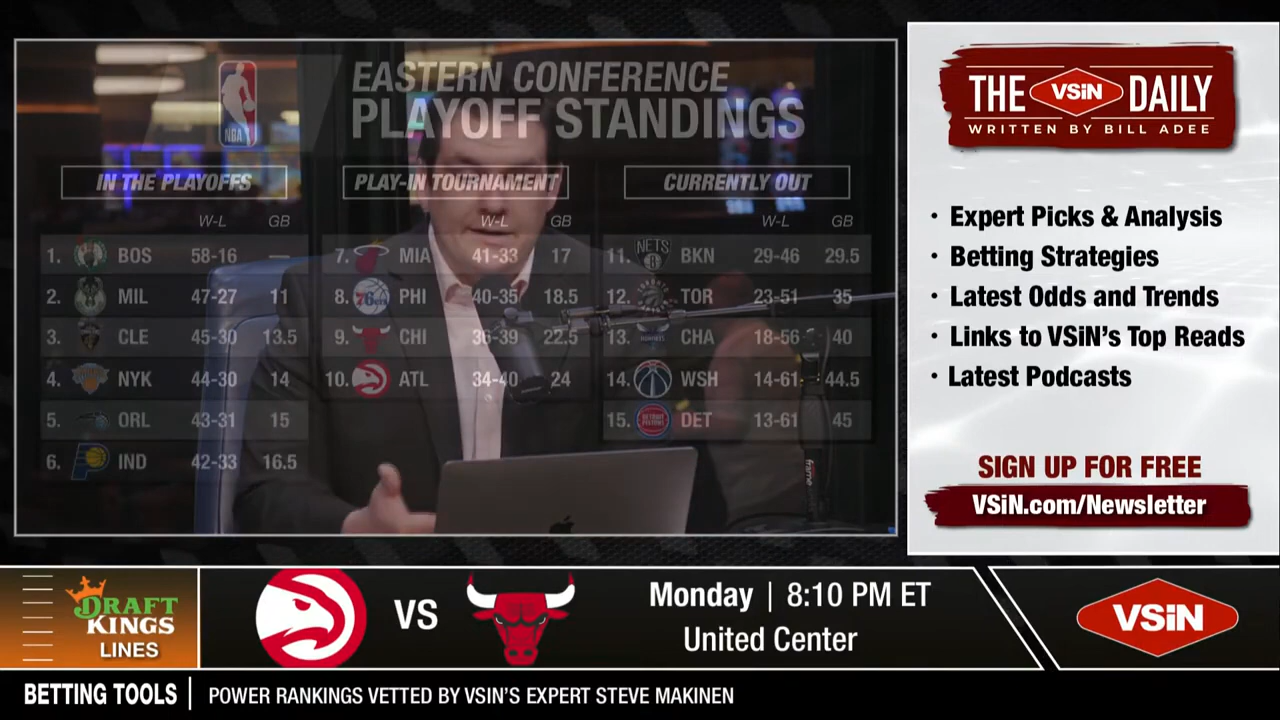 NBA
EASTERN CONFERENCE
PLAYOFF STANDINGS
IN THE PLAYOFFS
W-L GB
1. BOS 58-16 —
2. MIL 47-27 11
3. CLE 45-30 13.5
4. NYK 44-30 14
5. ORL 43-31 15
6. IND 42-33 16.5
PLAY-IN TOURNAMENT
W-L GB
7. MIA 41-33 17
8. 76ers PHI 40-35 18.5
9. CHI 36-39 22.5
10. ATL 34-40 24
CURRENTLY OUT
W-L GB
11. NETS B BKN 29-46 29.5
12. TOR 23-51 35
13. CHA 18-56 40
14. WSH 14-61 44.5
15. DETROIT PISTONS DET 13-61 45
frame
THE VSiN DAILY
WRITTEN BY BILL ADEE
• Expert Picks & Analysis
• Betting Strategies
• Latest Odds and Trends
• Links to VSiN's Top Reads
• Latest Podcasts
SIGN UP FOR FREE
VSiN.com/Newsletter
DRAFT
KINGS
LINES
VS
Monday | 8:10 PM ET
United Center
VSiN
BETTING TOOLS | POWER RANKINGS VETTED BY VSIN'S EXPERT STEVE MAKINEN